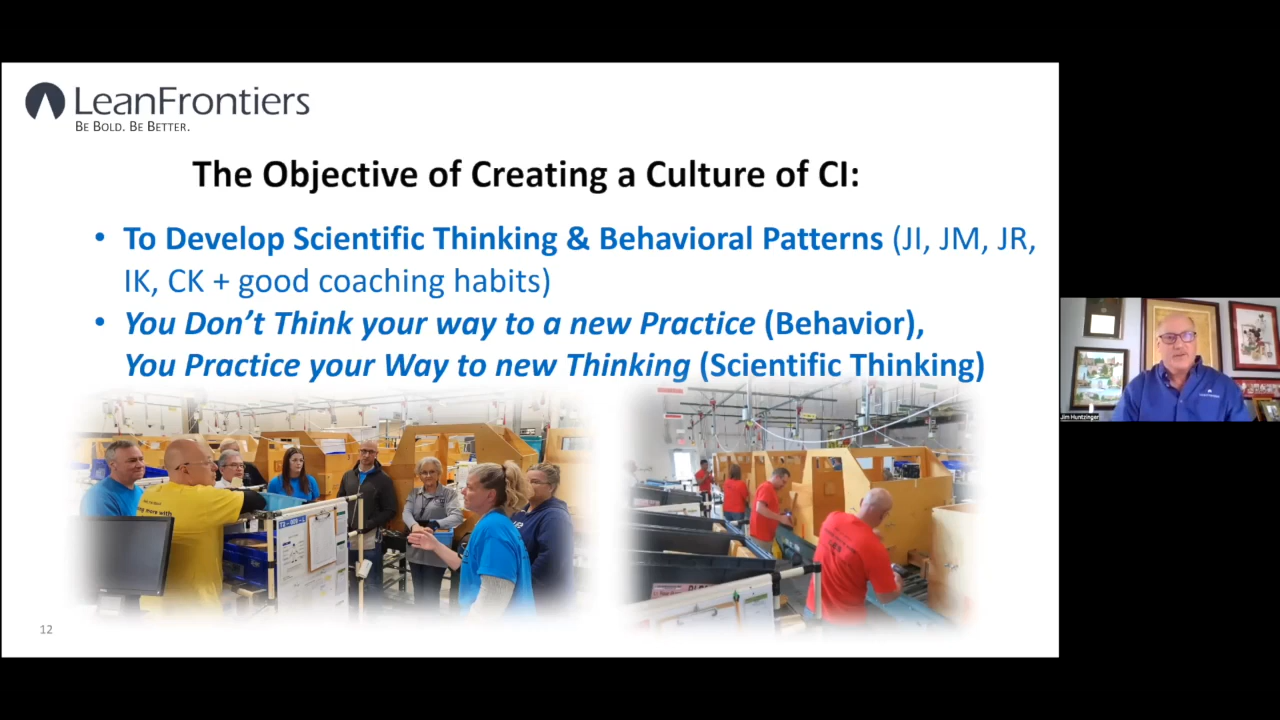 LeanFrontiers
BE BOLD. BE BETTER.
The Objective of Creating a Culture of CI:
• To Develop Scientific Thinking & Behavioral Patterns (JI, JM, JR,
IK, CK + good coaching habits)
• You Don't Think your way to a new Practice (Behavior),
You Practice your Way to new Thinking (Scientific Thinking)
12
Jim Huntzinger